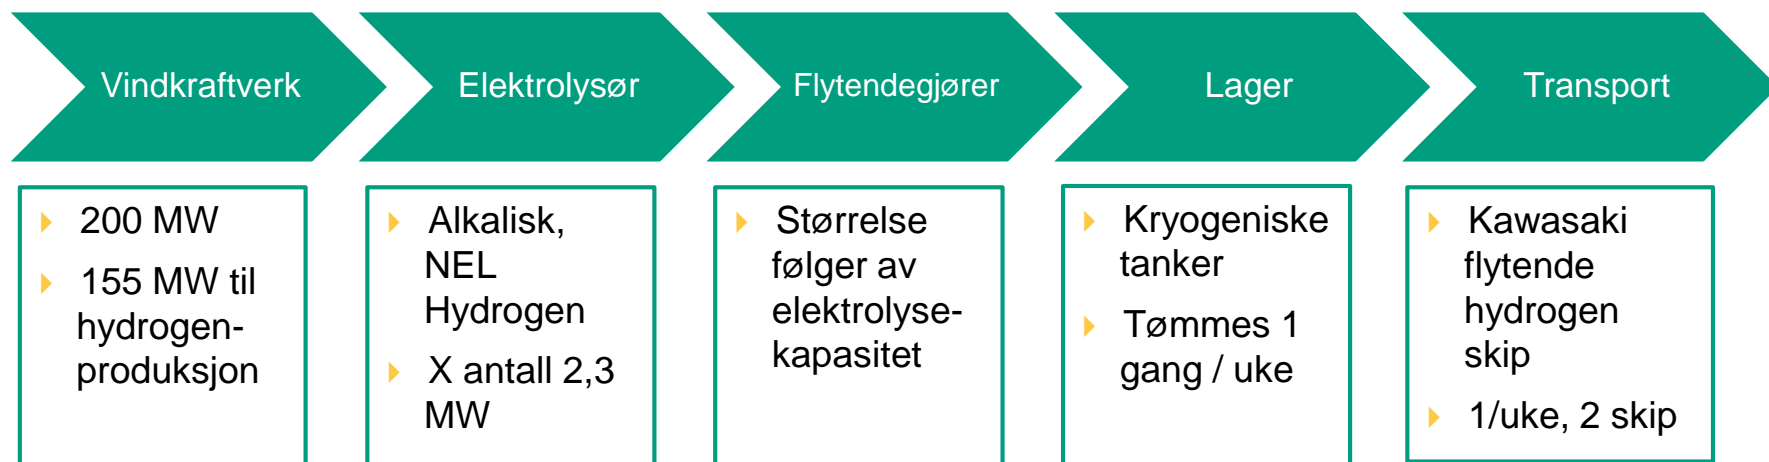 Vindkraftverk
Elektrolysør
Flytendegjører
Lager
Transport
200 MW
155 MW til
hydrogen-
produksjon
Alkalisk,
NEL
Hydrogen
X antall 2,3
MW
Størrelse
følger av
elektrolyse-
kapasitet
Kryogeniske
tanker
Tømmes 1
gang / uke
Kawasaki
flytende
hydrogen
skip
1/uke, 2 skip